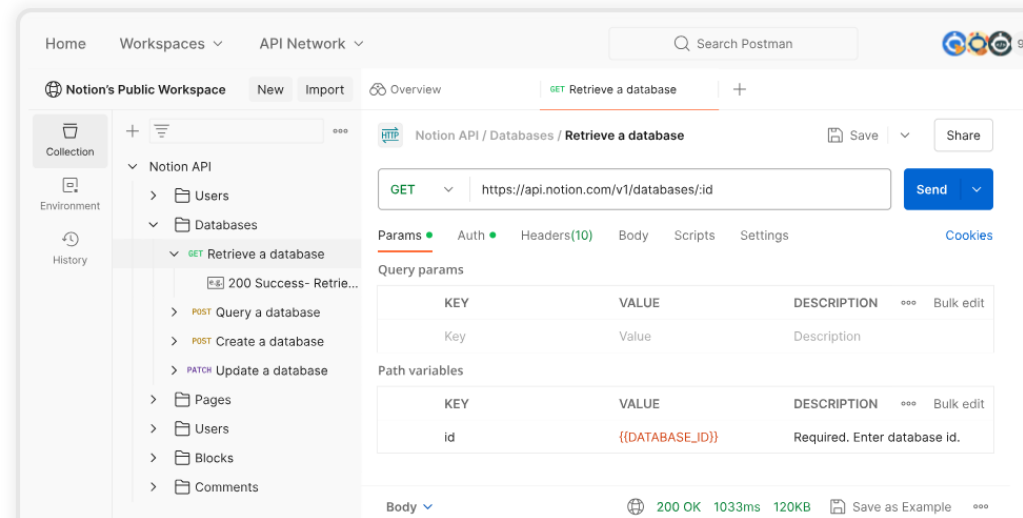 Home Workspaces API Network Search Postman 9
Notion's Public Workspace New Import Overview GET Retrieve a database
Collection
Environment
History
Notion API
Users
Databases
GET Retrieve a database
e.g. 200 Success- Retrie...
POST Query a database
POST Create a database
PATCH Update a database
Pages
Users
Blocks
Comments
HTTP Notion API / Databases / Retrieve a database Save Share
GET https://api.notion.com/v1/databases/:id Send
Params Auth Headers(10) Body Scripts Settings Cookies
Query params
KEY VALUE DESCRIPTION Bulk edit
Key Value Description
Path variables
KEY VALUE DESCRIPTION Bulk edit
id {{DATABASE_ID}} Required. Enter database id.
Body 200 OK 1033ms 120KB Save as Example